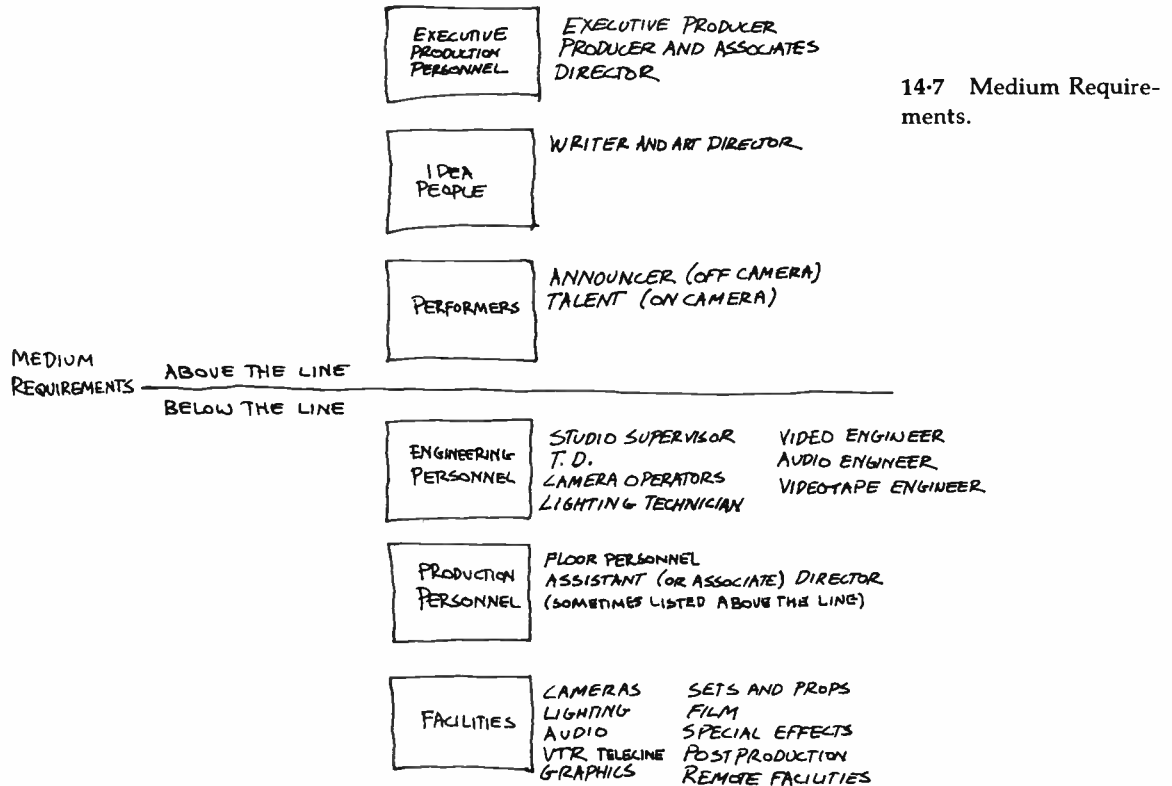 EXECUTIVE
PRODUCTION
PERSONNEL
EXECUTIVE PRODUCER
PRODUCER AND ASSOCIATES
DIRECTOR
14·7 Medium Require-
ments.
IDEA
PEOPLE
WRITER AND ART DIRECTOR
PERFORMERS
ANNOUNCER (OFF CAMERA)
TALENT (ON CAMERA)
MEDIUM
REQUIREMENTS
ABOVE THE LINE
BELOW THE LINE
ENGINEERING
PERSONNEL
STUDIO SUPERVISOR
T. D.
CAMERA OPERATORS
LIGHTING TECHNICIAN
VIDEO ENGINEER
AUDIO ENGINEER
VIDEOTAPE ENGINEER
PRODUCTION
PERSONNEL
FLOOR PERSONNEL
ASSISTANT (OR ASSOCIATE) DIRECTOR
(SOMETIMES LISTED ABOVE THE LINE)
FACILITIES
CAMERAS
LIGHTING
AUDIO
VTR TELECINE
GRAPHICS
SETS AND PROPS
FILM
SPECIAL EFFECTS
POST PRODUCTION
REMOTE FACILITIES